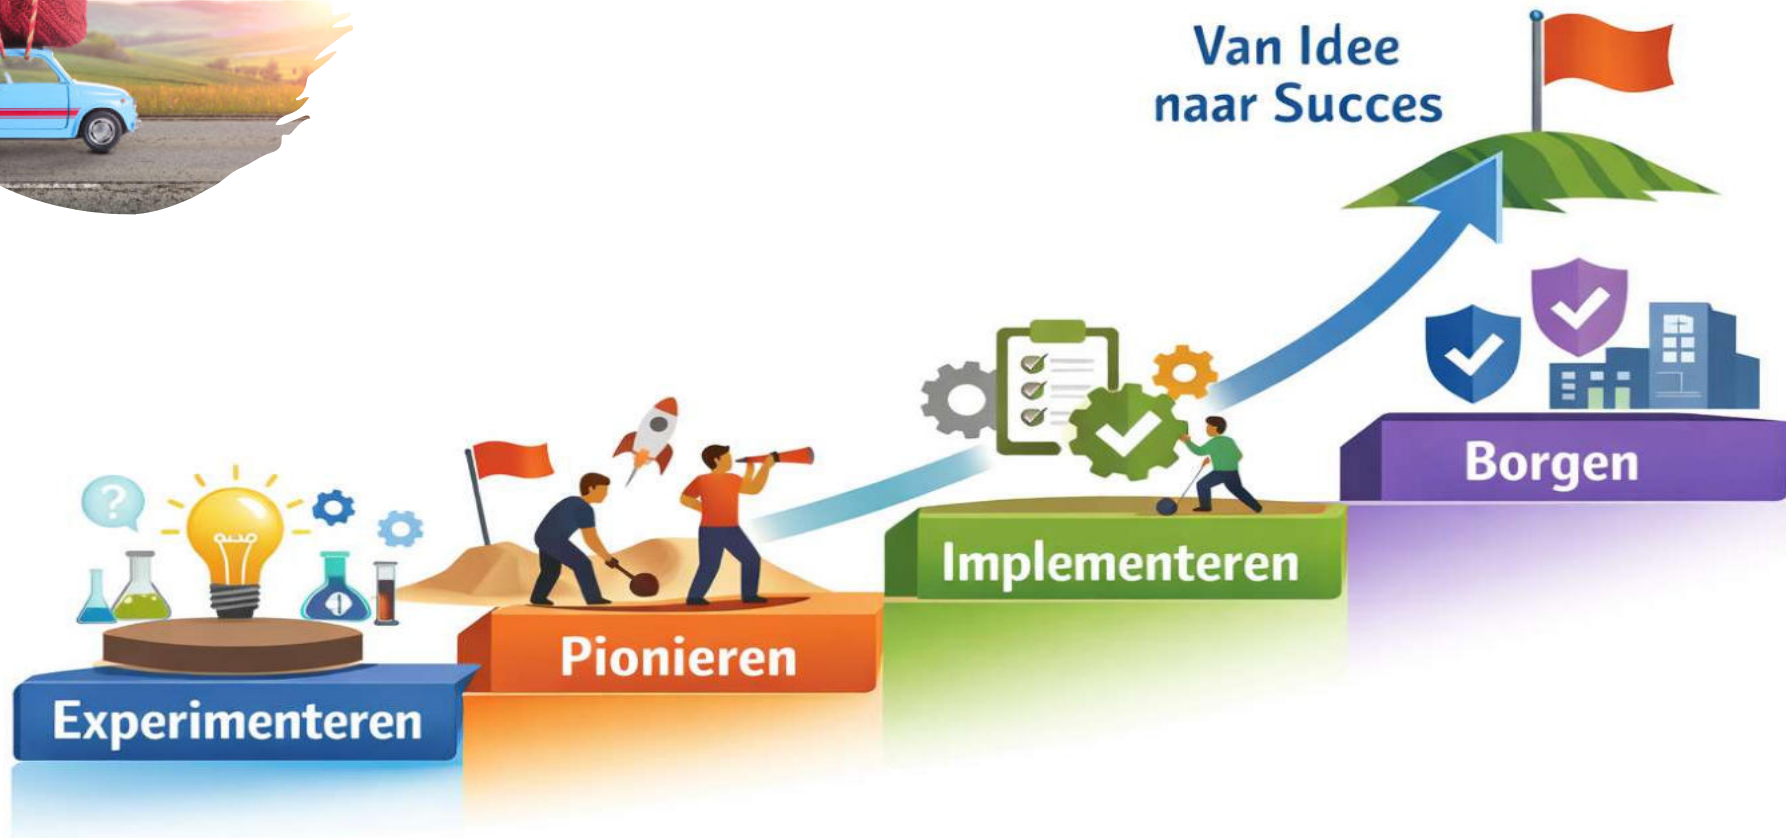 Van Idee
naar Succes
?
Experimenteren
Pionieren
Implementeren
Borgen